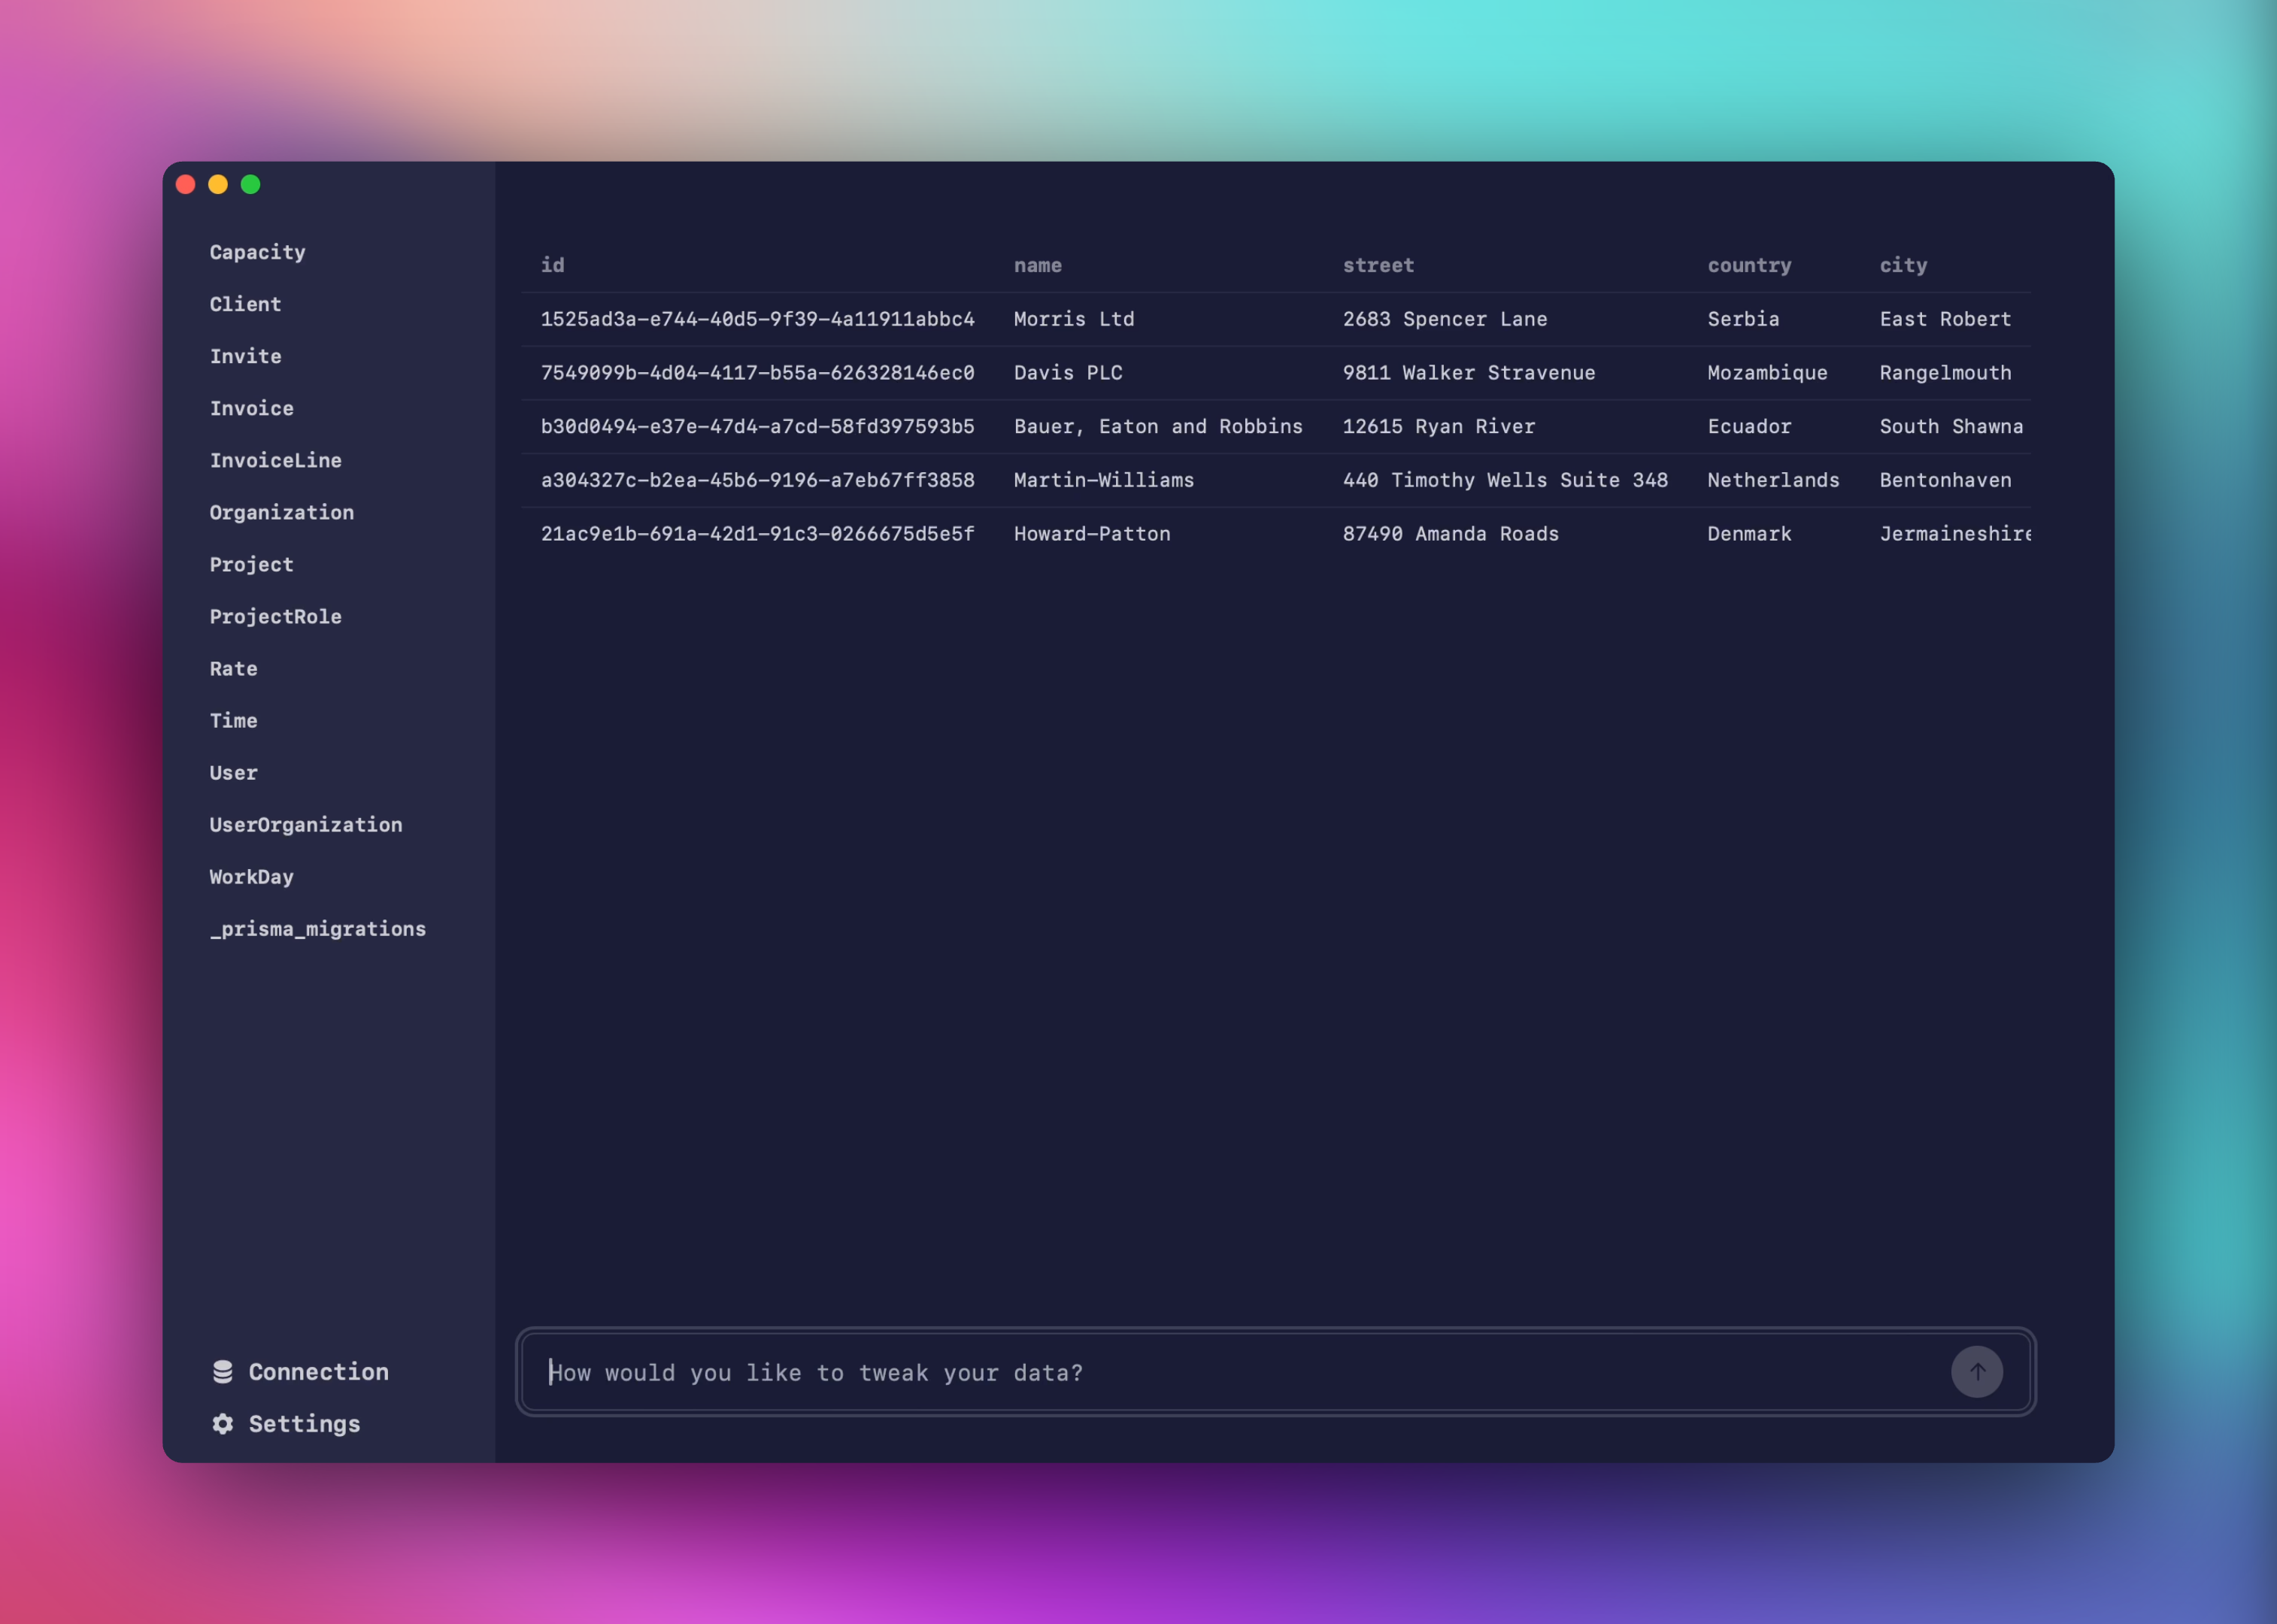 Capacity
Client
Invite
Invoice
InvoiceLine
Organization
Project
ProjectRole
Rate
Time
User
UserOrganization
WorkDay
_prisma_migrations
Connection
Settings
id name street country city
1525ad3a-e744-40d5-9f39-4a11911abbc4 Morris Ltd 2683 Spencer Lane Serbia East Robert
7549099b-4d04-4117-b55a-626328146ec0 Davis PLC 9811 Walker Stravenue Mozambique Rangelmouth
b30d0494-e37e-47d4-a7cd-58fd397593b5 Bauer, Eaton and Robbins 12615 Ryan River Ecuador South Shawna
a304327c-b2ea-45b6-9196-a7eb67ff3858 Martin-Williams 440 Timothy Wells Suite 348 Netherlands Bentonhaven
21ac9e1b-691a-42d1-91c3-0266675d5e5f Howard-Patton 87490 Amanda Roads Denmark Jermaineshire
How would you like to tweak your data?